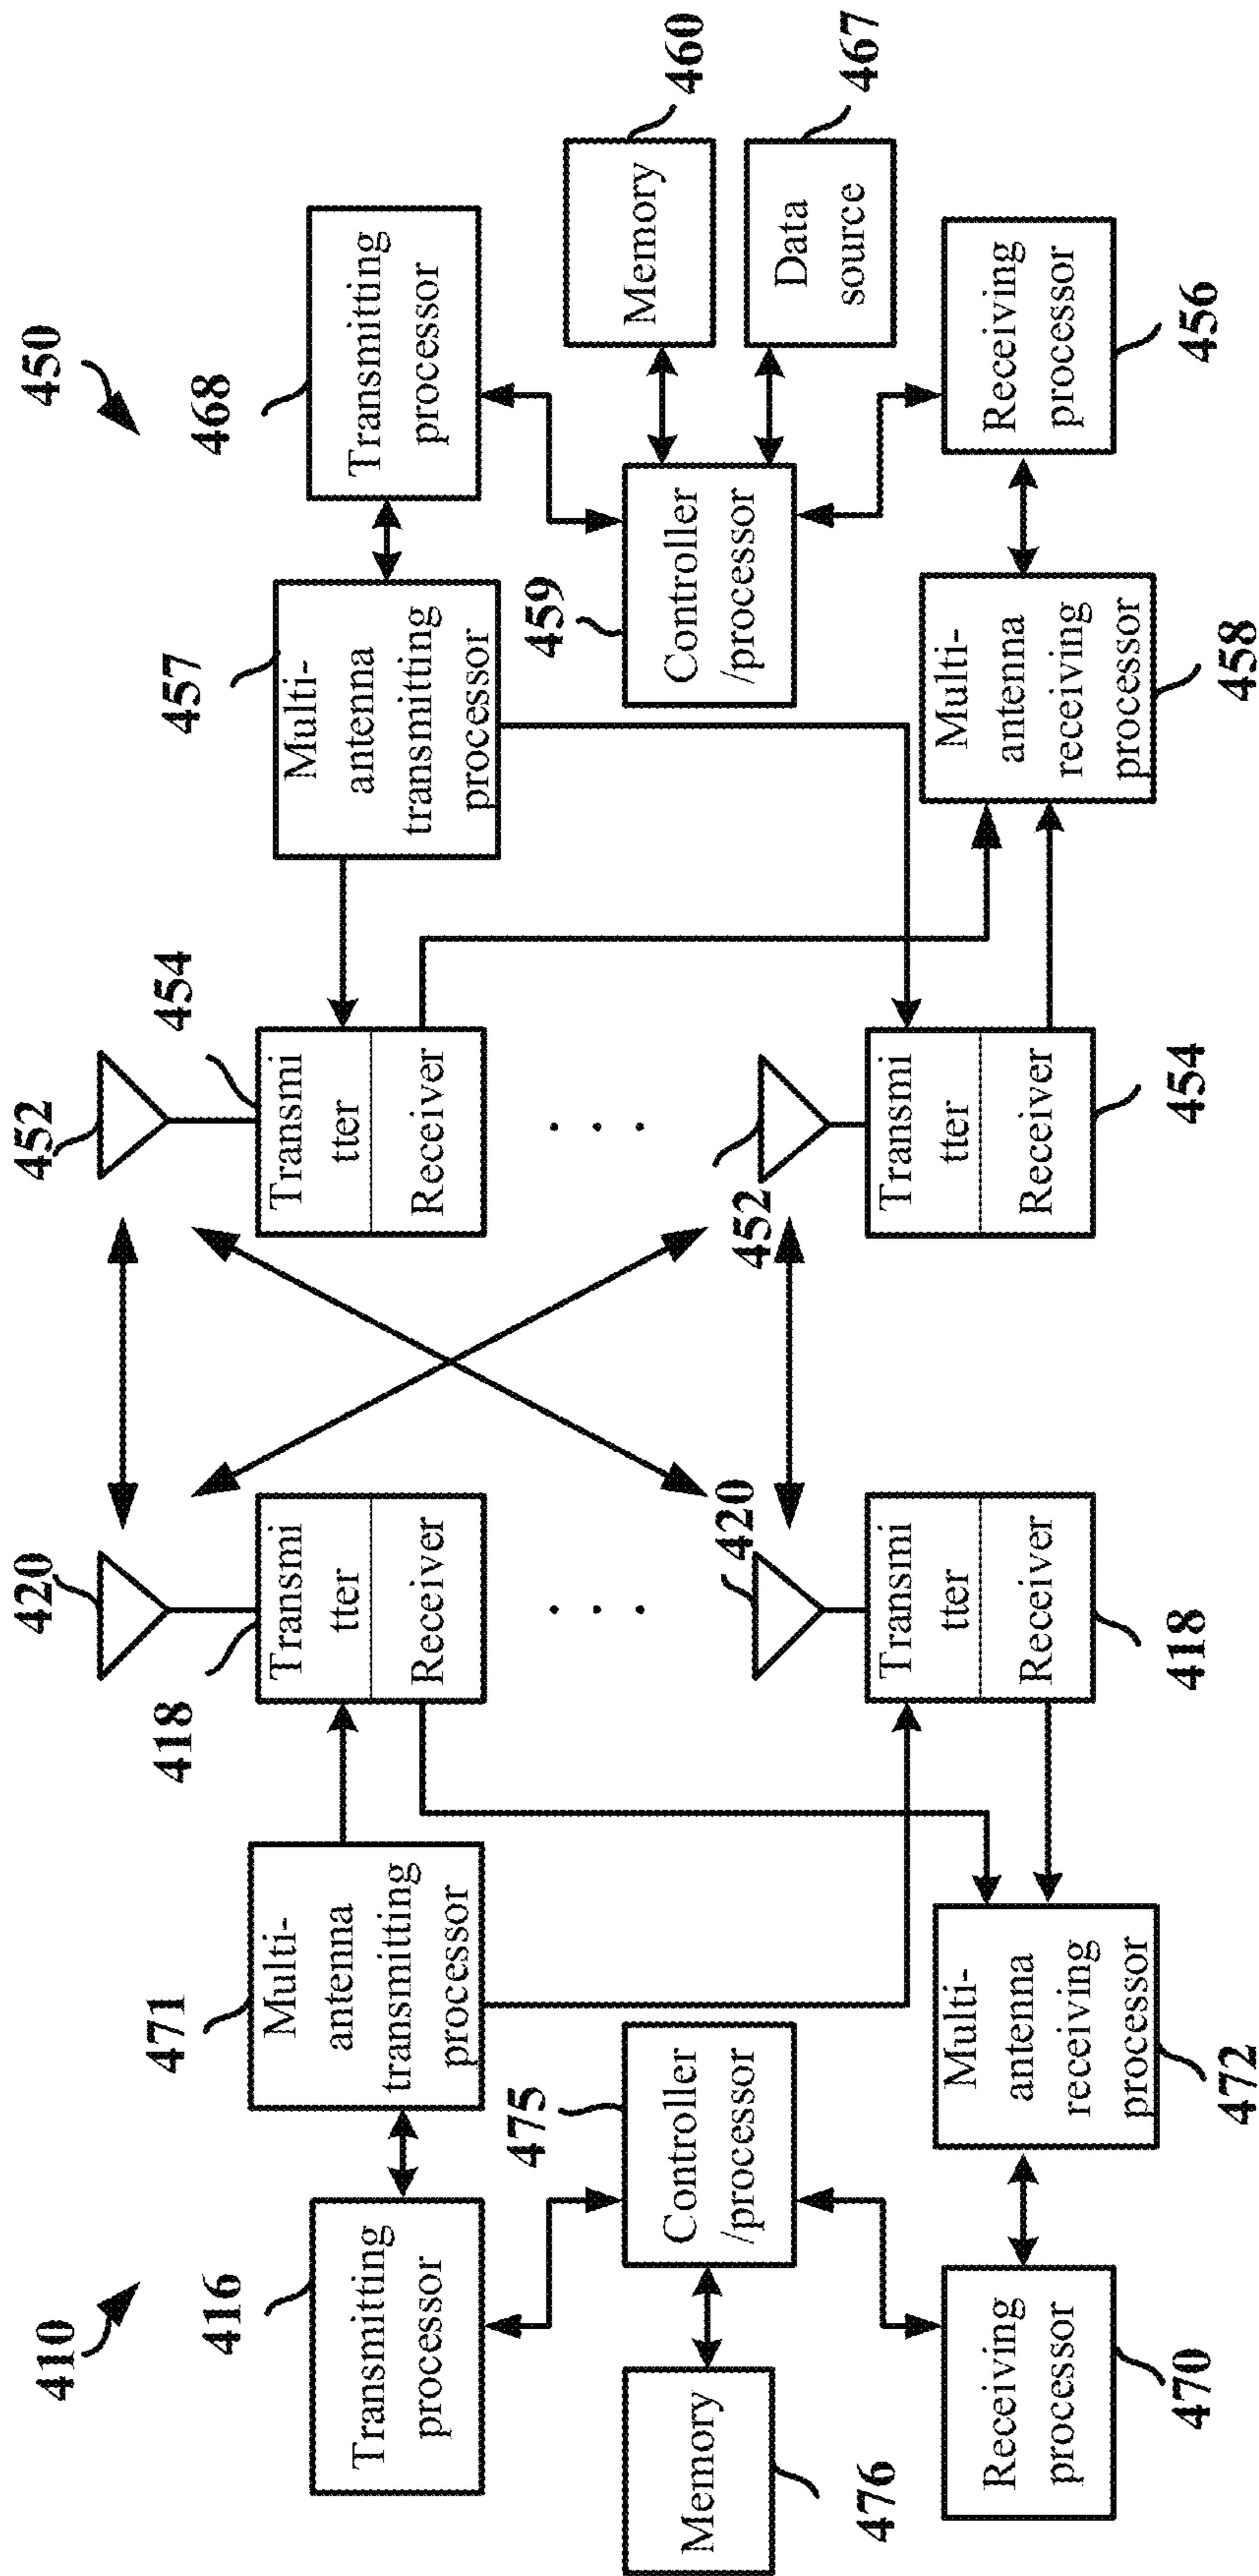 410
450
420
452
416
471
418
454
457
468
Transmitting
processor
Multi-
antenna
transmitting
processor
Transmi
tter
Receiver
Transmi
tter
Receiver
Multi-
antenna
transmitting
processor
Transmitting
processor
475
459
Memory
476
Controller
/processor
. . .
. . .
Controller
/processor
Memory
460
Data
source
467
420
452
Receiving
processor
470
Multi-
antenna
receiving
processor
472
Transmi
tter
Receiver
418
Transmi
tter
Receiver
454
Multi-
antenna
receiving
processor
458
Receiving
processor
456